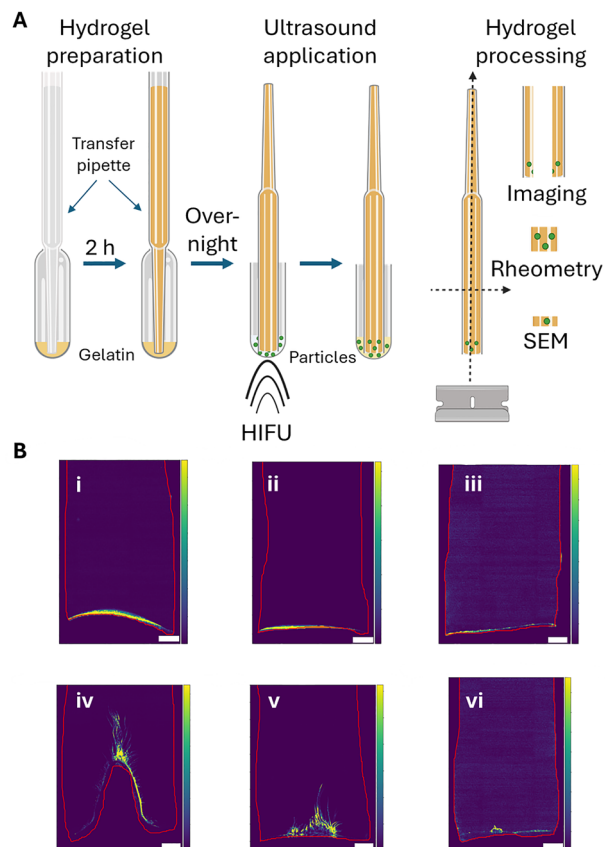 A
Hydrogel
preparation
Ultrasound
application
Hydrogel
processing
Transfer
pipette
2 h
Over-
night
Gelatin
Particles
HIFU
Imaging
Rheometry
SEM
B
i
ii
iii
iv
v
vi